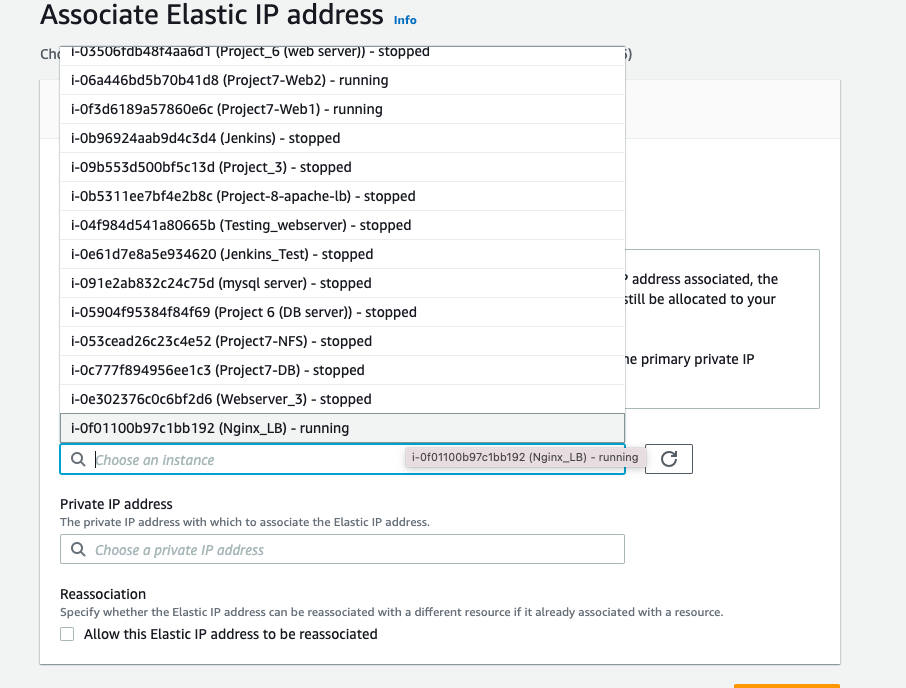 Associate Elastic IP address Info
Cho
i-03506fdb48f4aa6d1 (Project_6 (web server)) - stopped
i-06a446bd5b70b41d8 (Project7-Web2) - running
i-0f3d6189a57860e6c (Project7-Web1) - running
i-0b96924aab9d4c3d4 (Jenkins) - stopped
i-09b553d500bf5c13d (Project_3) - stopped
i-0b5311ee7bf4e2b8c (Project-8-apache-lb) - stopped
i-04f984d541a80665b (Testing_webserver) - stopped
i-0e61d7e8a5e934620 (Jenkins_Test) - stopped
i-091e2ab832c24c75d (mysql server) - stopped
P address associated, the
i-05904f95384f84f69 (Project 6 (DB server)) - stopped
still be allocated to your
i-053cead26c23c4e52 (Project7-NFS) - stopped
i-0c777f894956ee1c3 (Project7-DB) - stopped
he primary private IP
i-0e302376c0c6bf2d6 (Webserver_3) - stopped
i-0f01100b97c1bb192 (Nginx_LB) - running
Choose an instance
i-0f01100b97c1bb192 (Nginx_LB) - running
Private IP address
The private IP address with which to associate the Elastic IP address.
Choose a private IP address
Reassociation
Specify whether the Elastic IP address can be reassociated with a different resource if it already associated with a resource.
Allow this Elastic IP address to be reassociated